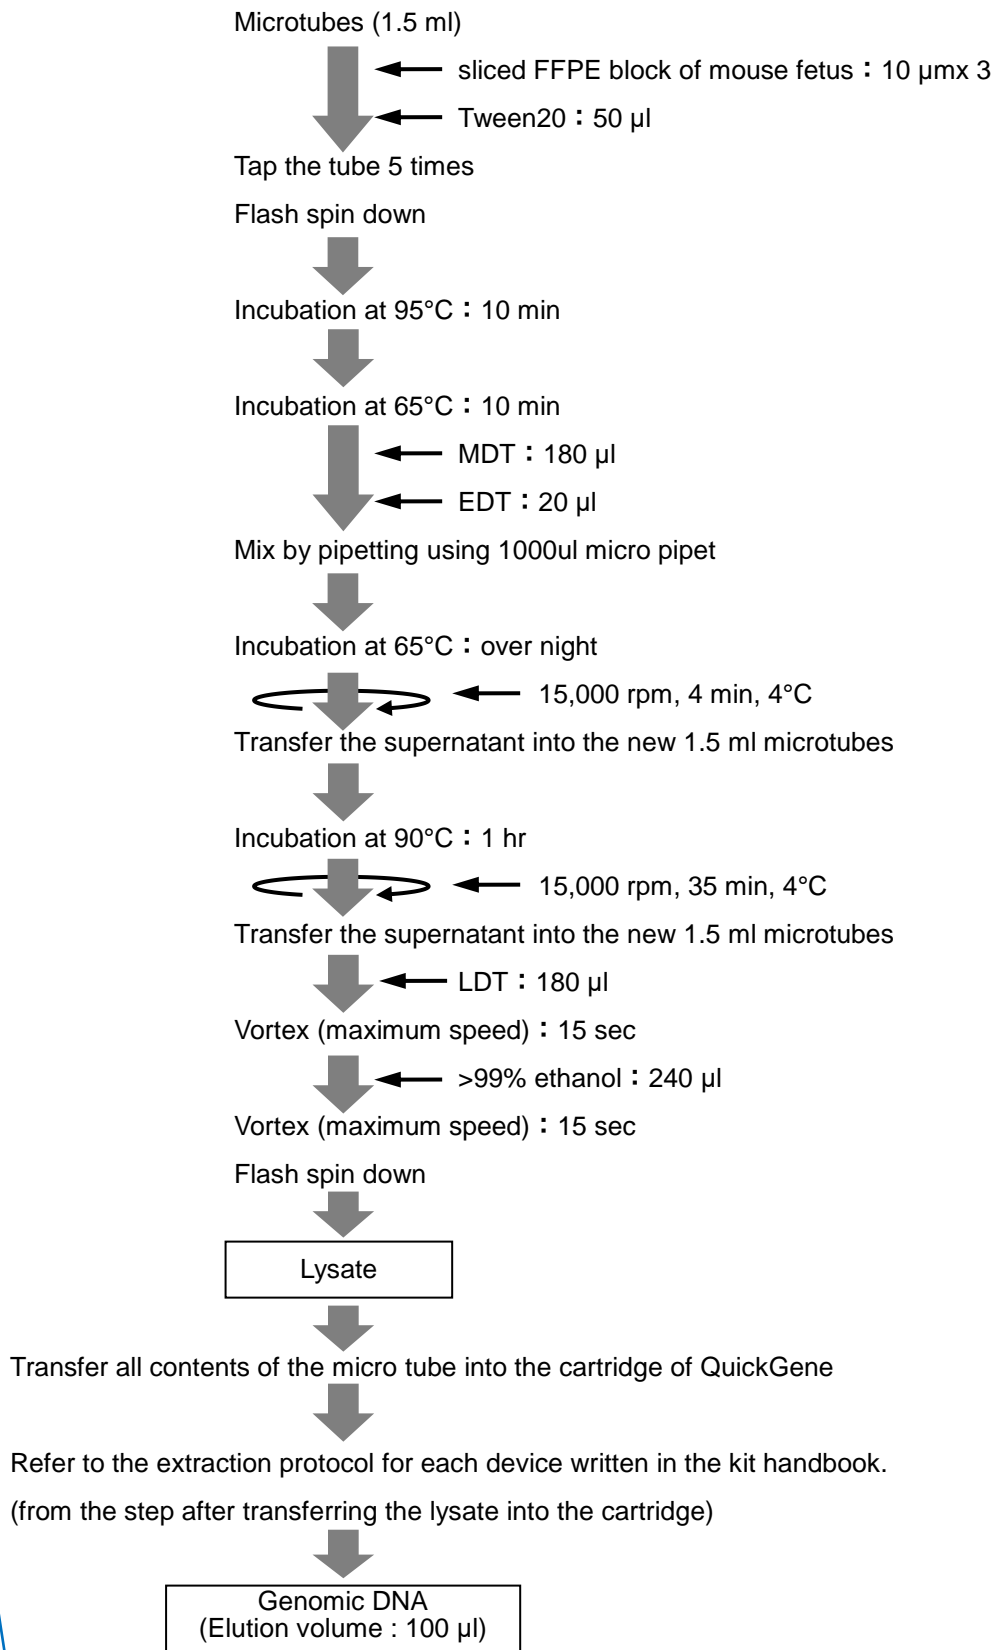 Microtubes (1.5 ml)
sliced FFPE block of mouse fetus：10 µmx 3
Tween20：50 µl
Tap the tube 5 times
Flash spin down
Incubation at 95°C：10 min
Incubation at 65°C：10 min
MDT：180 µl
EDT：20 µl
Mix by pipetting using 1000ul micro pipet
Incubation at 65°C：over night
15,000 rpm, 4 min, 4°C
Transfer the supernatant into the new 1.5 ml microtubes
Incubation at 90°C：1 hr
15,000 rpm, 35 min, 4°C
Transfer the supernatant into the new 1.5 ml microtubes
LDT：180 µl
Vortex (maximum speed)：15 sec
>99% ethanol：240 µl
Vortex (maximum speed)：15 sec
Flash spin down
Lysate
Transfer all contents of the micro tube into the cartridge of QuickGene
Refer to the extraction protocol for each device written in the kit handbook.
(from the step after transferring the lysate into the cartridge)
Genomic DNA
(Elution volume : 100 µl)